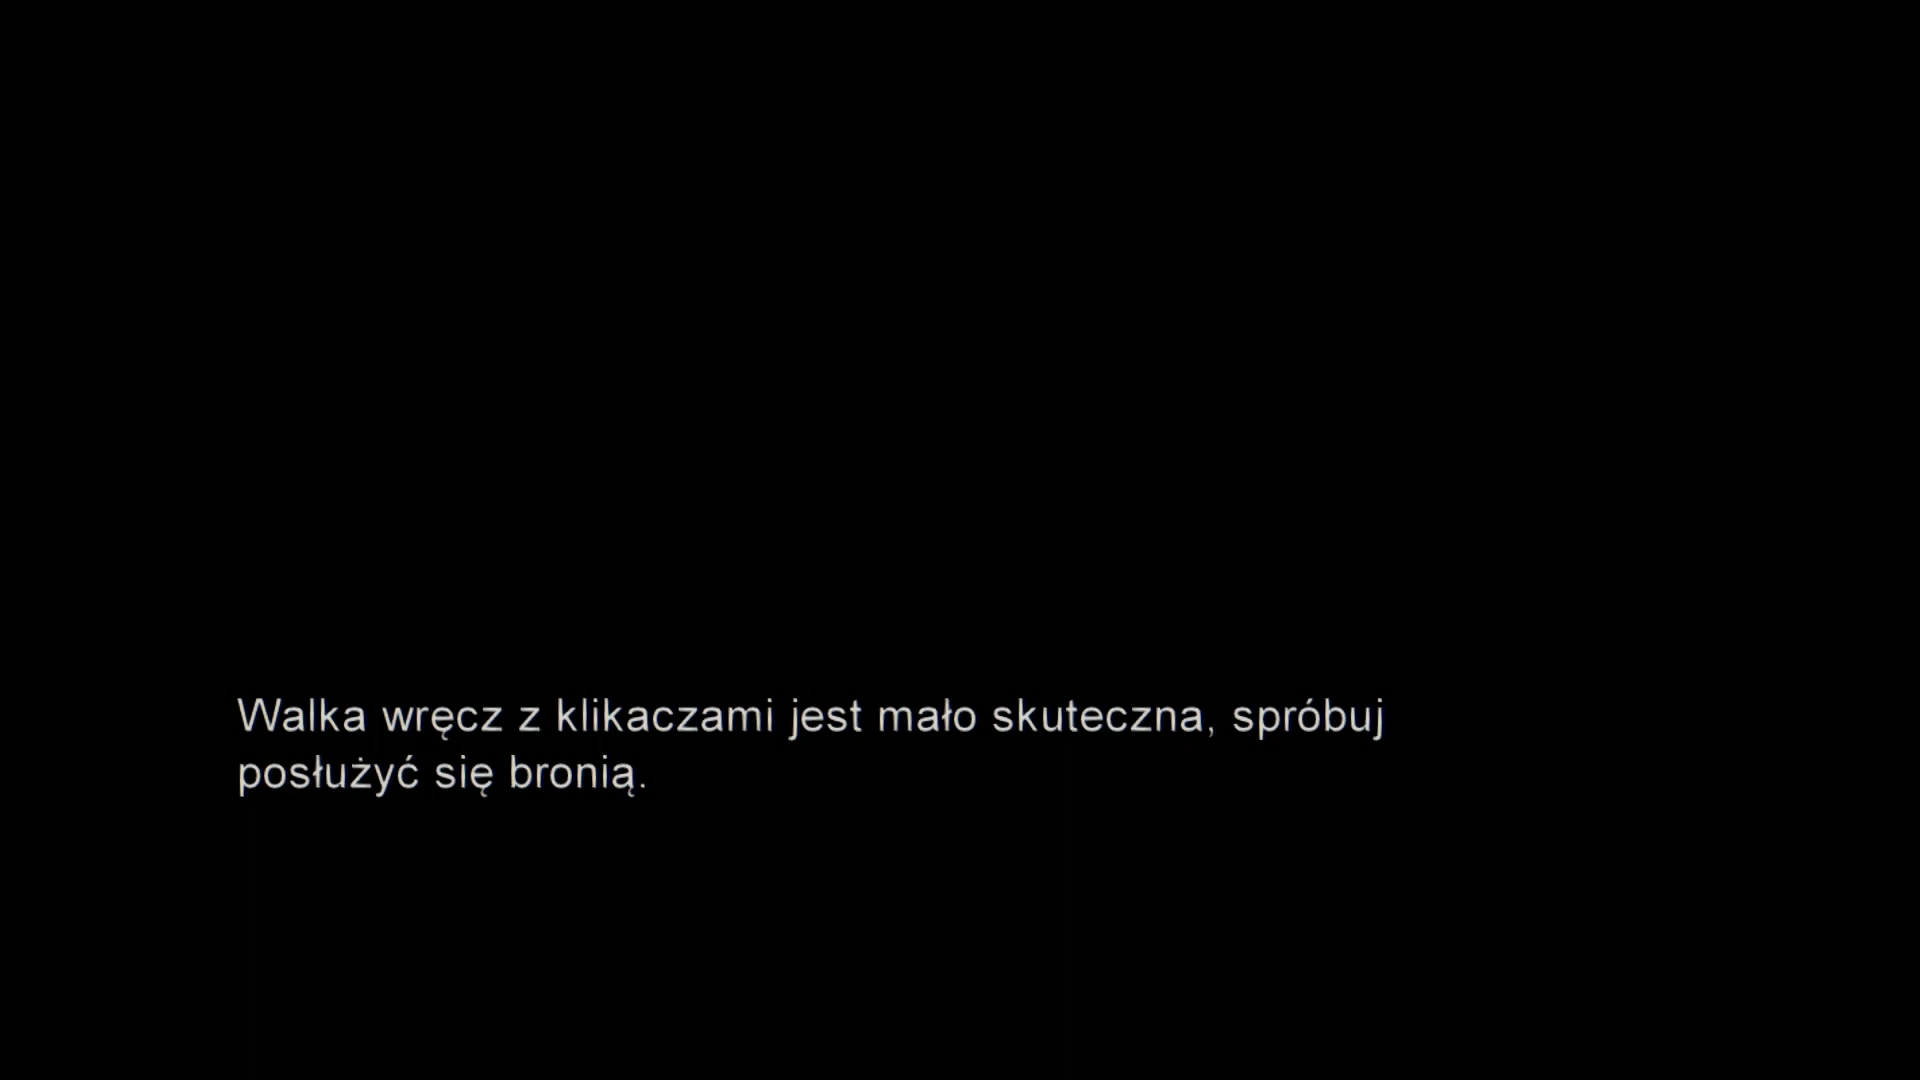 Walka wręcz z klikaczami jest mało skuteczna, spróbuj
posłużyć się bronią.